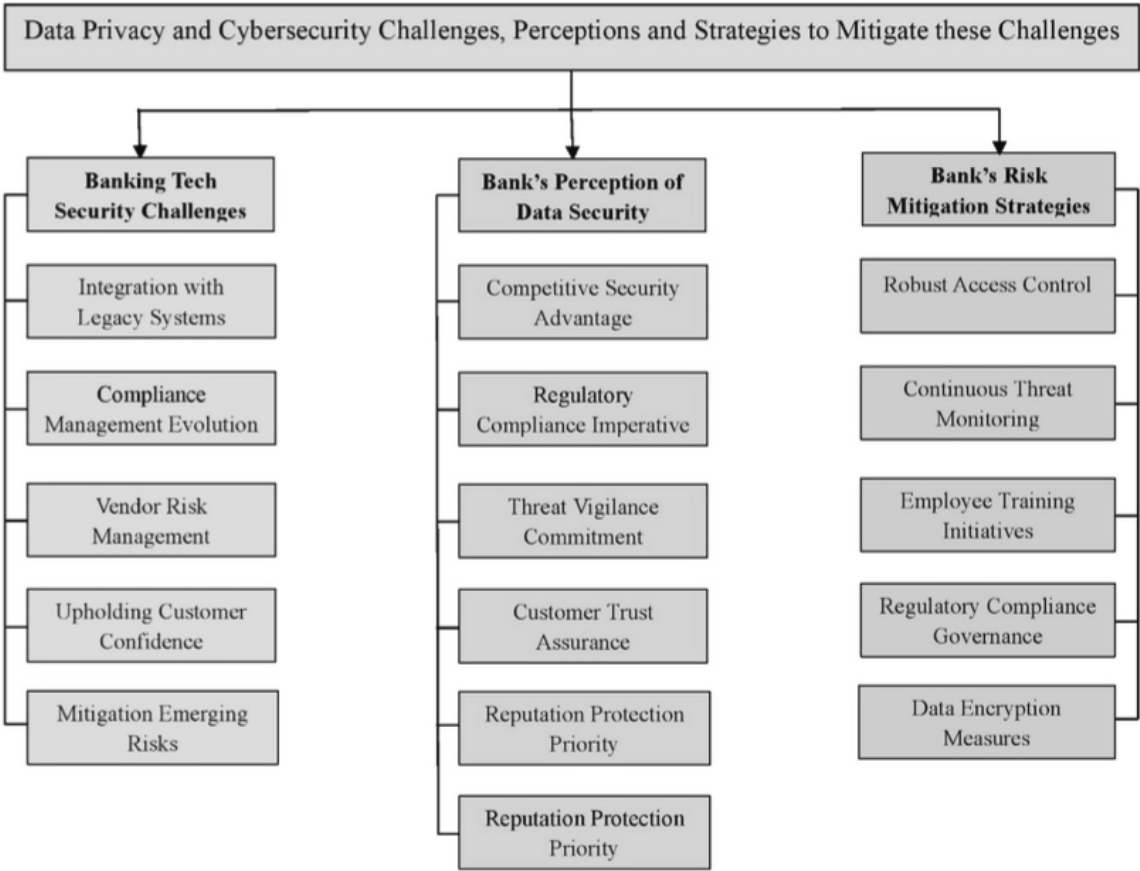 Data Privacy and Cybersecurity Challenges, Perceptions and Strategies to Mitigate these Challenges
Banking Tech
Security Challenges
Integration with
Legacy Systems
Compliance
Management Evolution
Vendor Risk
Management
Upholding Customer
Confidence
Mitigation Emerging
Risks
Bank's Perception of
Data Security
Competitive Security
Advantage
Regulatory
Compliance Imperative
Threat Vigilance
Commitment
Customer Trust
Assurance
Reputation Protection
Priority
Reputation Protection
Priority
Bank's Risk
Mitigation Strategies
Robust Access Control
Continuous Threat
Monitoring
Employee Training
Initiatives
Regulatory Compliance
Governance
Data Encryption
Measures